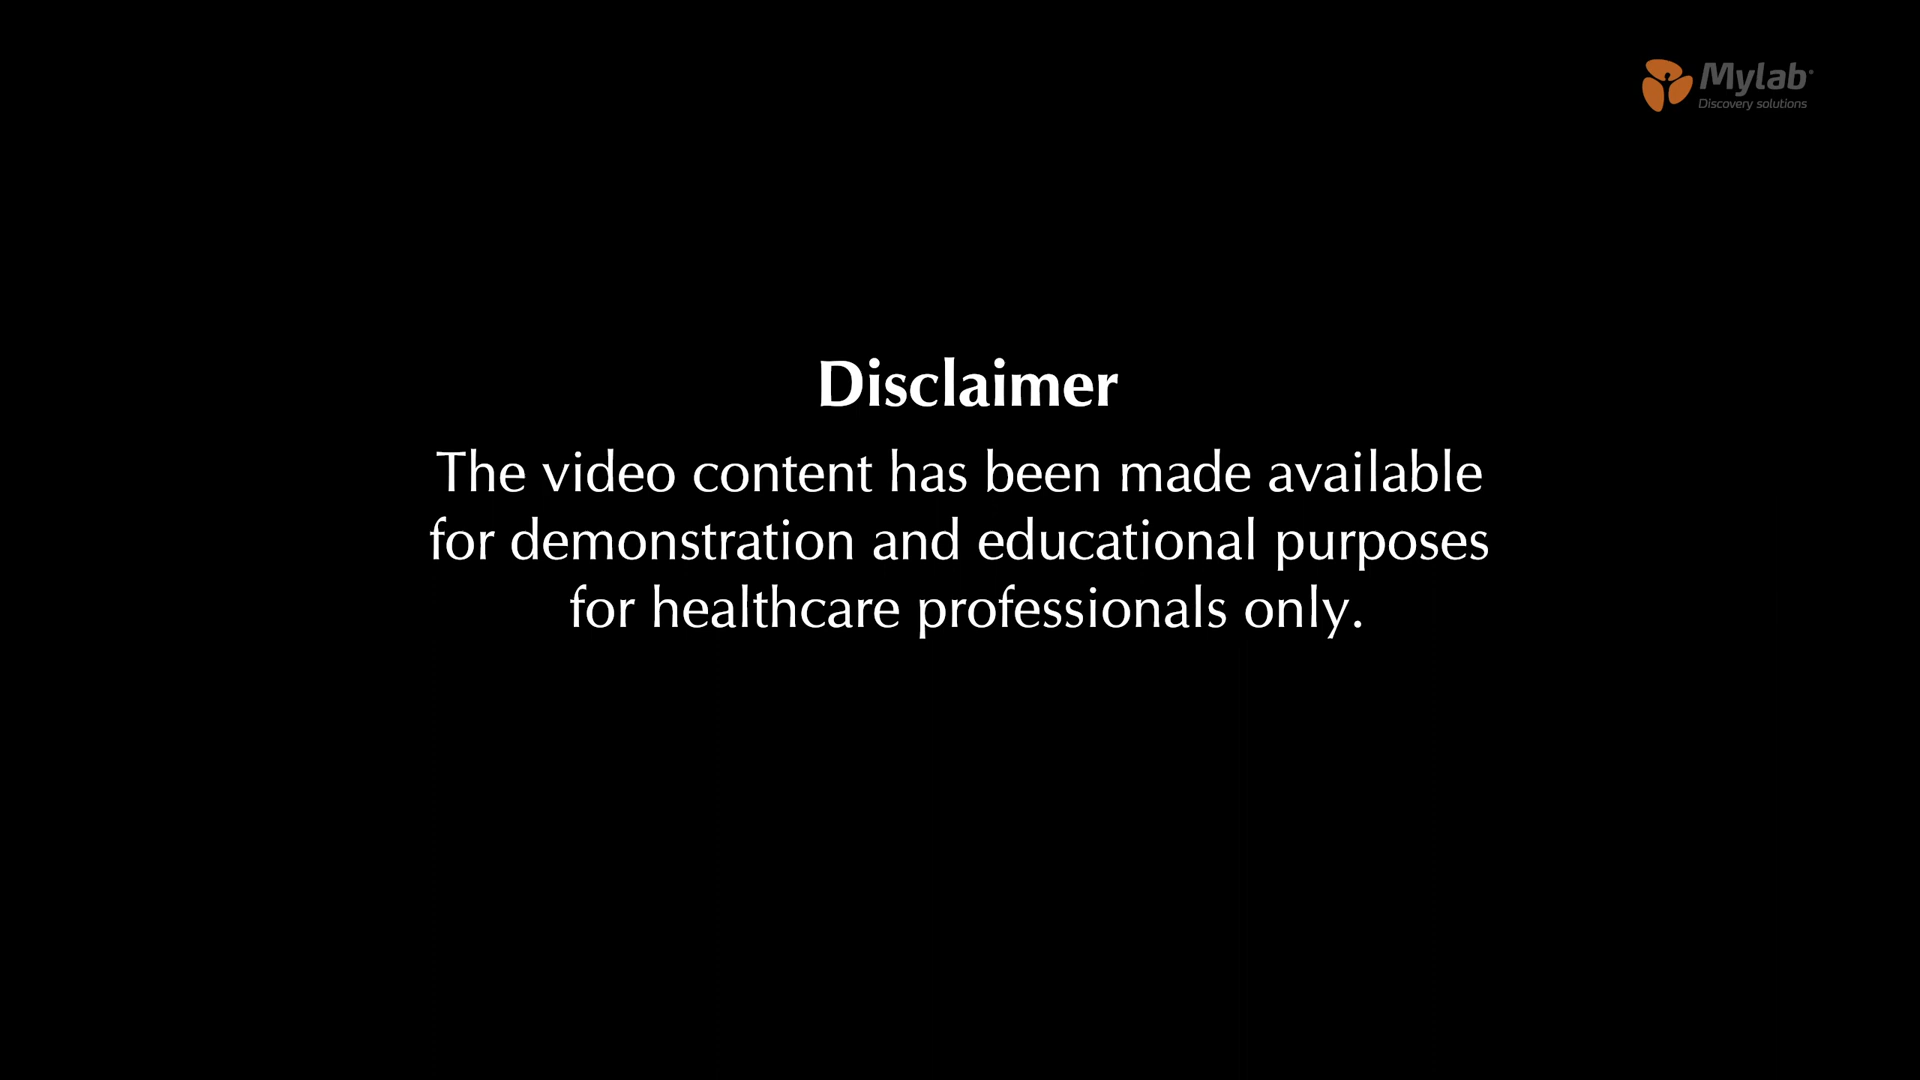 Mylab
Discovery solutions
Disclaimer
The video content has been made available
for demonstration and educational purposes
for healthcare professionals only.